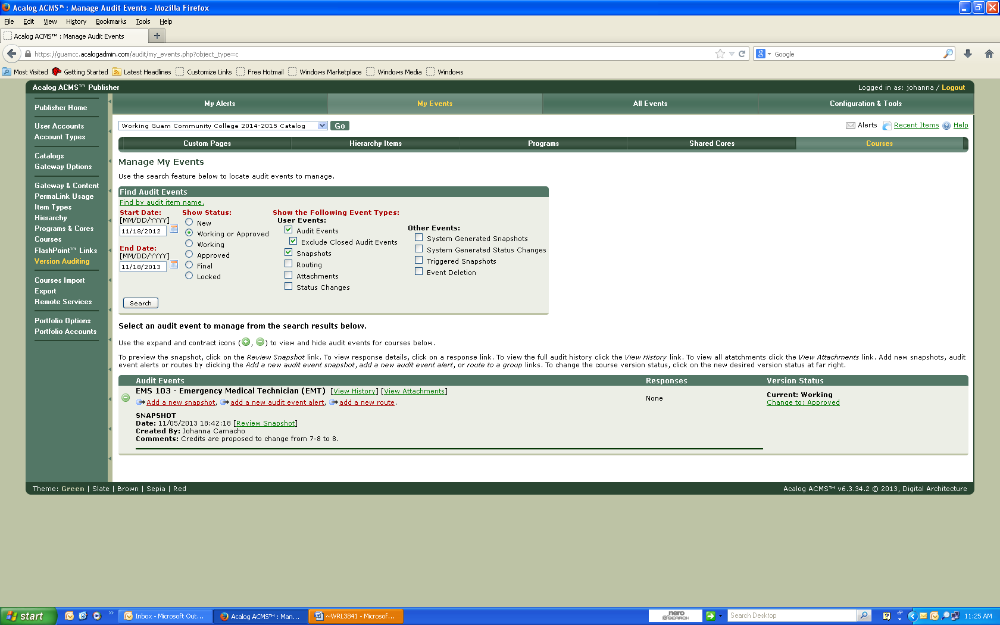 Acalog ACMS™ : Manage Audit Events - Mozilla Firefox
File Edit View History Bookmarks Tools Help
Acalog ACMS™ : Manage Audit Events +
https://guamcc.acalogadmin.com/audit/my_events.php?object_type=c
8 Google
Most Visited Getting Started Latest Headlines Customize Links Free Hotmail Windows Marketplace Windows Media Windows
Acalog ACMS™ Publisher
Logged in as: johanna / Logout
Publisher Home
User Accounts
Account Types
Catalogs
Gateway Options
Gateway & Content
PermaLink Usage
Item Types
Hierarchy
Programs & Cores
Courses
FlashPoint™ Links
Version Auditing
Courses Import
Export
Remote Services
Portfolio Options
Portfolio Accounts
My Alerts My Events All Events Configuration & Tools
Working Guam Community College 2014-2015 Catalog Go
Alerts Recent Items Help
Custom Pages Hierarchy Items Programs Shared Cores Courses
Manage My Events
Use the search feature below to locate audit events to manage.
Find Audit Events
Find by audit item name.
Start Date:
[MM/DD/YYYY]
11/18/2012
End Date:
[MM/DD/YYYY]
11/18/2013
Show Status:
New
Working or Approved
Working
Approved
Final
Locked
Show the Following Event Types:
User Events:
Audit Events
Exclude Closed Audit Events
Snapshots
Routing
Attachments
Status Changes
Other Events:
System Generated Snapshots
System Generated Status Changes
Triggered Snapshots
Event Deletion
Search
Select an audit event to manage from the search results below.
Use the expand and contract icons ( , ) to view and hide audit events for courses below.
To preview the snapshot, click on the Review Snapshot link. To view response details, click on a response link. To view the full audit history click the View History link. To view all atatchments click the View Attachments link. Add new snapshots, audit
event alerts or routes by clicking the Add a new audit event snapshot, add a new audit event alert, or route to a group links. To change the course version status, click on the new desired version status at far right.
Audit Events Responses Version Status
EMS 103 - Emergency Medical Technician (EMT) [View History] [View Attachments]
Add a new snapshot, add a new audit event alert, add a new route.
None
Current: Working
Change to: Approved
SNAPSHOT
Date: 11/05/2013 18:42:18 [Review Snapshot]
Created By: Johanna Camacho
Comments: Credits are proposed to change from 7-8 to 8.
Theme: Green | Slate | Brown | Sepia | Red
Acalog ACMS™ v6.3.34.2 © 2013, Digital Architecture
start » Inbox - Microsoft Out... Acalog ACMS™ : Man... ~WRL3841 - Microsof... nero SEARCH Search Desktop 11:25 AM